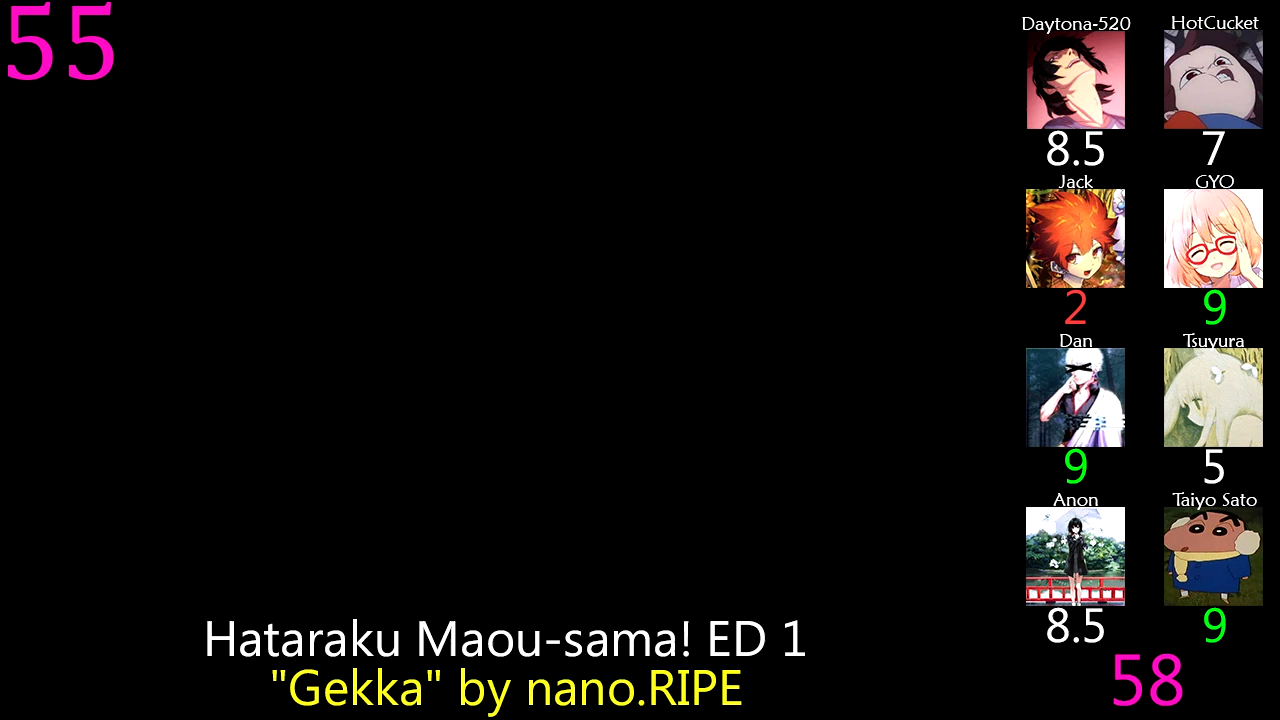 55
Daytona-520
HotCucket
8.5
7
Jack
GYO
2
9
Dan
Tsuyura
9
5
Anon
Taiyo Sato
8.5
9
Hataraku Maou-sama! ED 1
"Gekka" by nano.RIPE
58